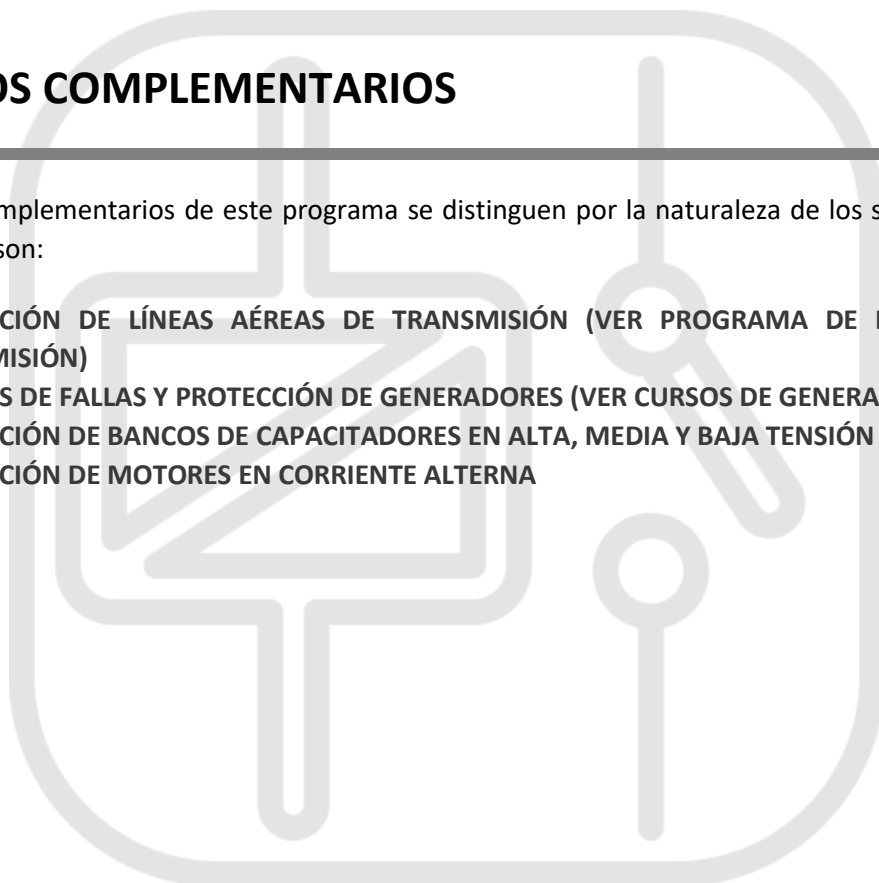 OS COMPLEMENTARIOS
mplementarios de este programa se distinguen por la naturaleza de los s
son:
CIÓN DE LÍNEAS AÉREAS DE TRANSMISIÓN (VER PROGRAMA DE
MISIÓN)
S DE FALLAS Y PROTECCIÓN DE GENERADORES (VER CURSOS DE GENERA
CIÓN DE BANCOS DE CAPACITADORES EN ALTA, MEDIA Y BAJA TENSIÓN
CIÓN DE MOTORES EN CORRIENTE ALTERNA